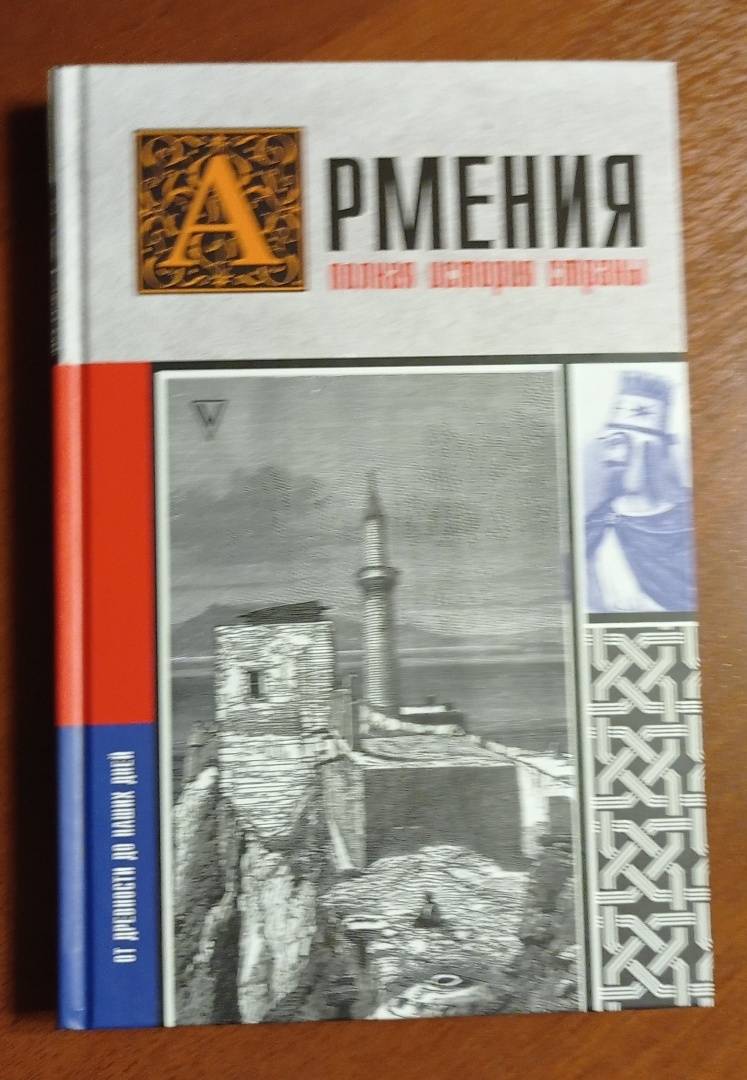 АРМЕНИЯ
полная история страны
W
ОТ ДРЕВНОСТИ ДО НАШИХ ДНЕЙ